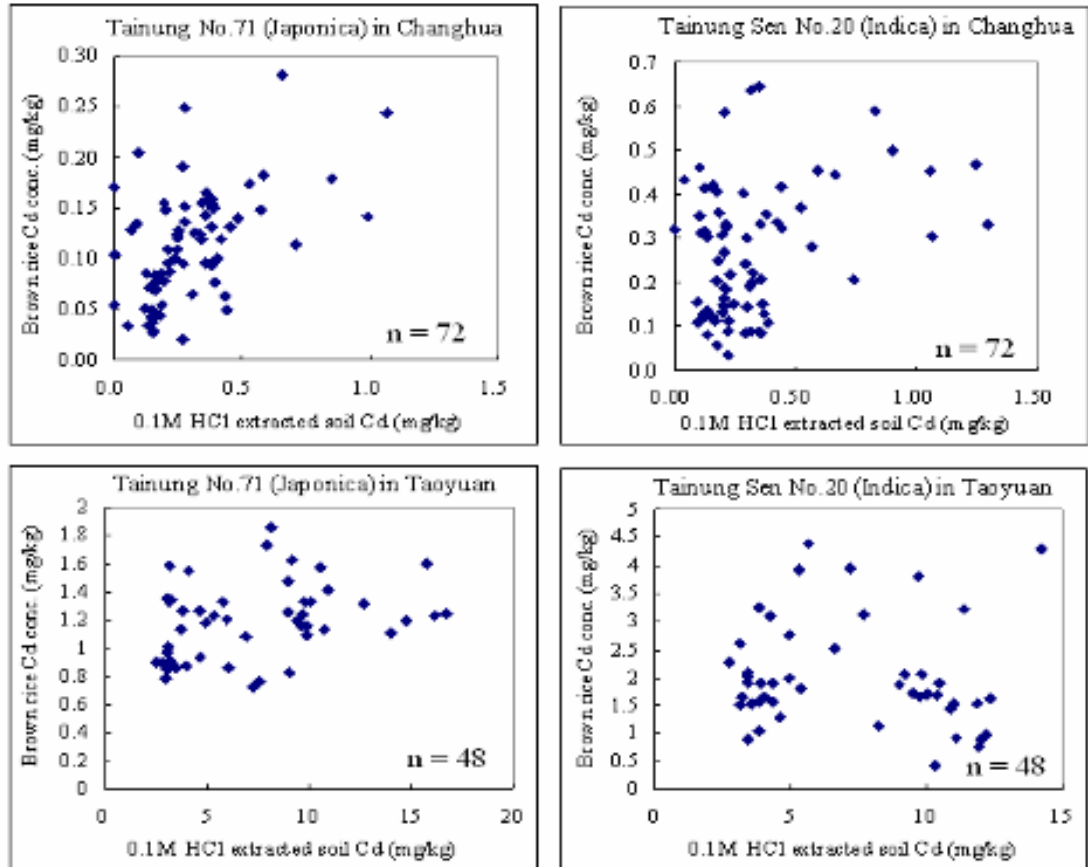 Tainung No.71 (Japonica) in Changhua
Brown rice Cd conc. (mg/kg)
0.30
0.25
0.20
0.15
0.10
0.05
0.00
n = 72
0.0 0.5 1.0 1.5
0.1M HCl extracted soil Cd (mg/kg)
Tainung Sen No.20 (Indica) in Changhua
Brown rice Cd conc. (mg/kg)
0.7
0.6
0.5
0.4
0.3
0.2
0.1
0.0
n = 72
0.00 0.50 1.00 1.50
0.1M HCl extracted soil Cd (mg/kg)
Tainung No.71 (Japonica) in Taoyuan
Brown rice Cd conc. (mg/kg)
2
1.8
1.6
1.4
1.2
1
0.8
0.6
0.4
0.2
0
n = 48
0 5 10 15 20
0.1M HCl extracted soil Cd (mg/kg)
Tainung Sen No.20 (Indica) in Taoyuan
Brown rice Cd conc. (mg/kg)
5
4.5
4
3.5
3
2.5
2
1.5
1
0.5
0
n = 48
0 5 10 15
0.1M HCl extracted soil Cd (mg/kg)